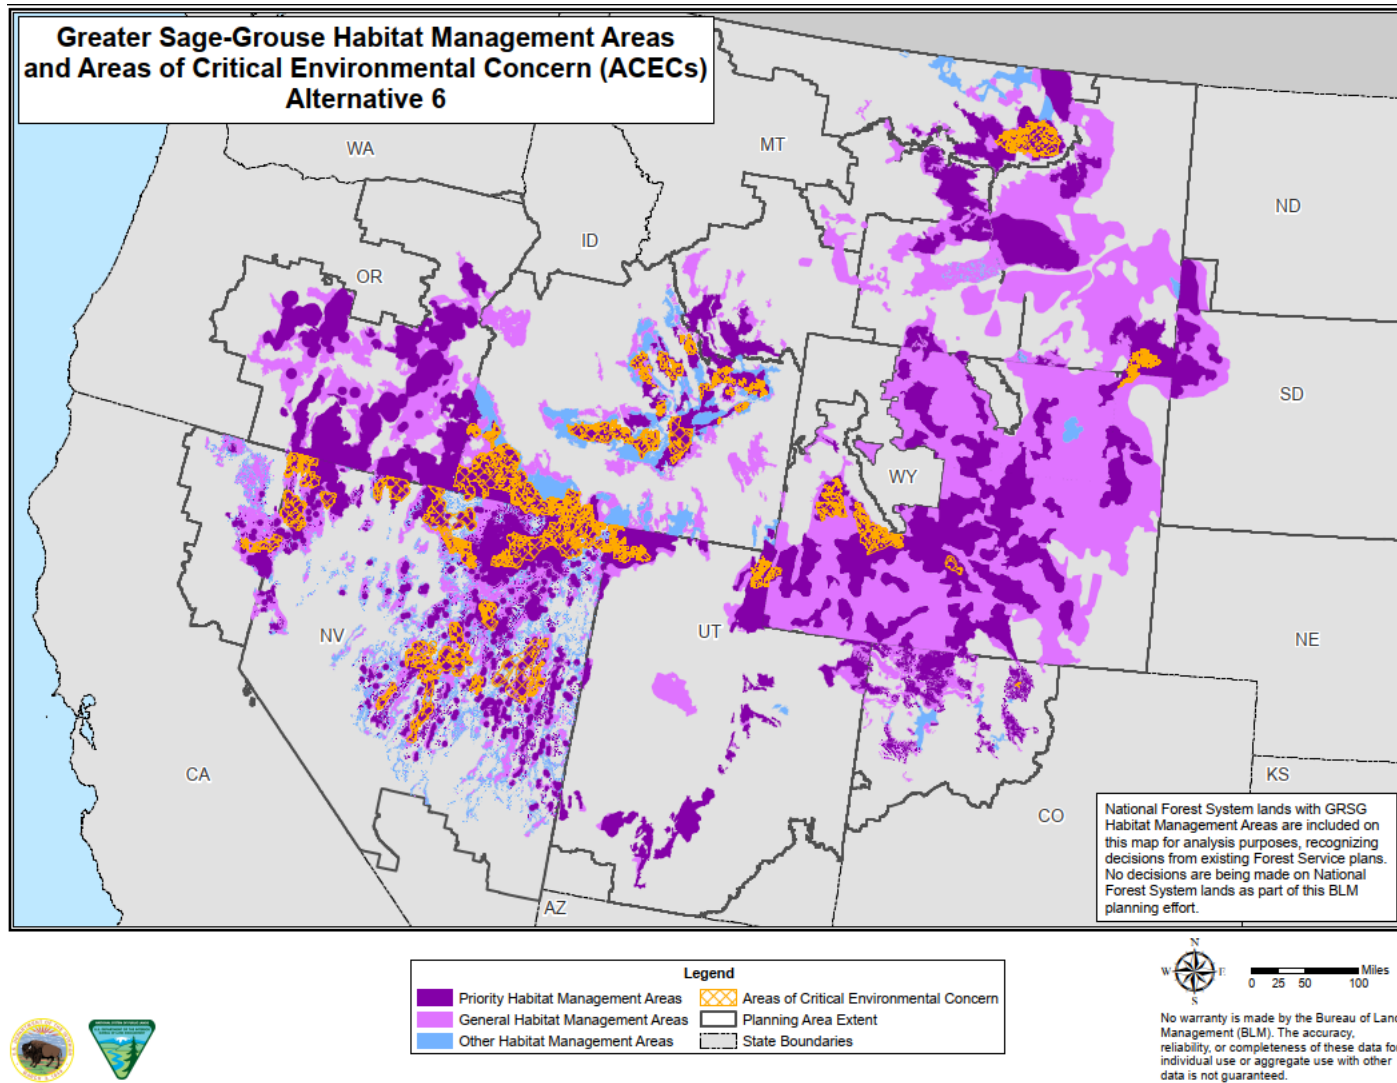 Greater Sage-Grouse Habitat Management Areas
and Areas of Critical Environmental Concern (ACECs)
Alternative 6
WA
MT
ND
ID
OR
SD
WY
NE
UT
NV
CA
KS
CO
AZ
National Forest System lands with GRSG
Habitat Management Areas are included on
this map for analysis purposes, recognizing
decisions from existing Forest Service plans.
No decisions are being made on National
Forest System lands as part of this BLM
planning effort.
Legend
Priority Habitat Management Areas
General Habitat Management Areas
Other Habitat Management Areas
Areas of Critical Environmental Concern
Planning Area Extent
State Boundaries
N
W
E
S
Miles
0 25 50 100
No warranty is made by the Bureau of Land
Management (BLM). The accuracy,
reliability, or completeness of these data for
individual use or aggregate use with other
data is not guaranteed.